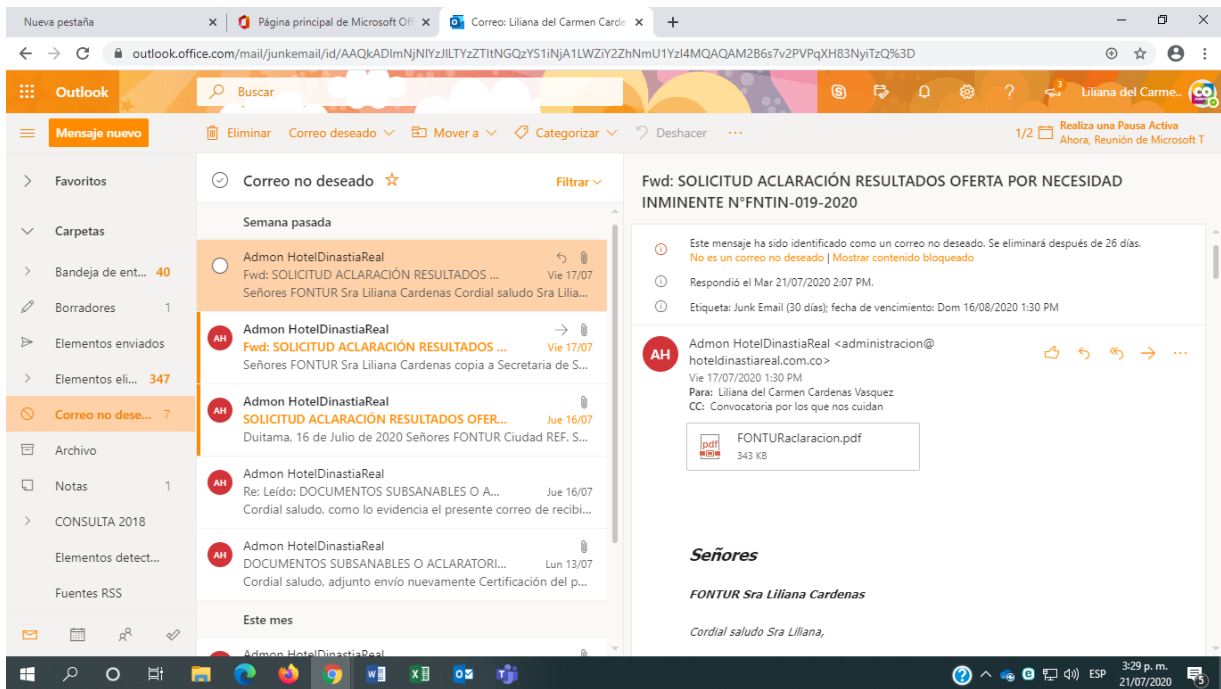 Nueva pestaña
Página principal de Microsoft Off
Correo: Liliana del Carmen Carde
outlook.office.com/mail/junkemail/id/AAQkADImNjNlYzJlLTYzZTItNGQzYS1iNjA1LWZiY2ZhNmU1YzI4MQAQAM2B6s7v2PVPqXH83NyiTzQ%3D
Outlook
Buscar
3
Liliana del Carme..
Mensaje nuevo
Eliminar
Correo deseado
Mover a
Categorizar
Deshacer
1/2
Realiza una Pausa Activa
Ahora, Reunión de Microsoft T
Favoritos
Carpetas
Bandeja de ent... 40
Borradores 1
Elementos enviados
Elementos eli... 347
Correo no dese... 7
Archivo
Notas 1
CONSULTA 2018
Elementos detect...
Fuentes RSS
Correo no deseado
Filtrar
Semana pasada
Admon HotelDinastiaReal
Fwd: SOLICITUD ACLARACIÓN RESULTADOS ... Vie 17/07
Señores FONTUR Sra Liliana Cardenas Cordial saludo Sra Lilia...
AH
Admon HotelDinastiaReal
Fwd: SOLICITUD ACLARACIÓN RESULTADOS ... Vie 17/07
Señores FONTUR Sra Liliana Cardenas copia a Secretaria de S...
AH
Admon HotelDinastiaReal
SOLICITUD ACLARACIÓN RESULTADOS OFER... Jue 16/07
Duitama, 16 de Julio de 2020 Señores FONTUR Ciudad REF. S...
AH
Admon HotelDinastiaReal
Re: Leído: DOCUMENTOS SUBSANABLES O A... Jue 16/07
Cordial saludo, como lo evidencia el presente correo de recibi...
AH
Admon HotelDinastiaReal
DOCUMENTOS SUBSANABLES O ACLARATORI... Lun 13/07
Cordial saludo, adjunto envío nuevamente Certificación del p...
Este mes
Admon HotelDinastiaReal
Fwd: SOLICITUD ACLARACIÓN RESULTADOS OFERTA POR NECESIDAD
INMINENTE N°FNTIN-019-2020
Este mensaje ha sido identificado como un correo no deseado. Se eliminará después de 26 días.
No es un correo no deseado | Mostrar contenido bloqueado
Respondió el Mar 21/07/2020 2:07 PM.
Etiqueta: Junk Email (30 días); fecha de vencimiento: Dom 16/08/2020 1:30 PM
AH
Admon HotelDinastiaReal <administracion@
hoteldinastiareal.com.co>
Vie 17/07/2020 1:30 PM
Para: Liliana del Carmen Cardenas Vasquez
CC: Convocatoria por los que nos cuidan
pdf
FONTURaclaracion.pdf
343 KB
Señores
FONTUR Sra Liliana Cardenas
Cordial saludo Sra Liliana,
ESP
3:29 p. m.
21/07/2020
5